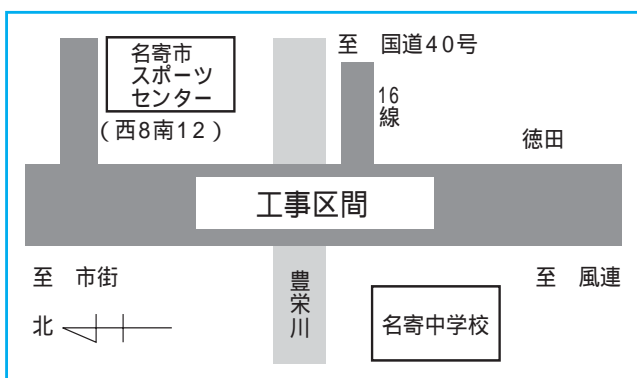 名寄市
スポーツ
センター
(西8南12)
至 国道40号
16線
徳田
工事区間
至 市街
北
豊栄川
名寄中学校
至 風連